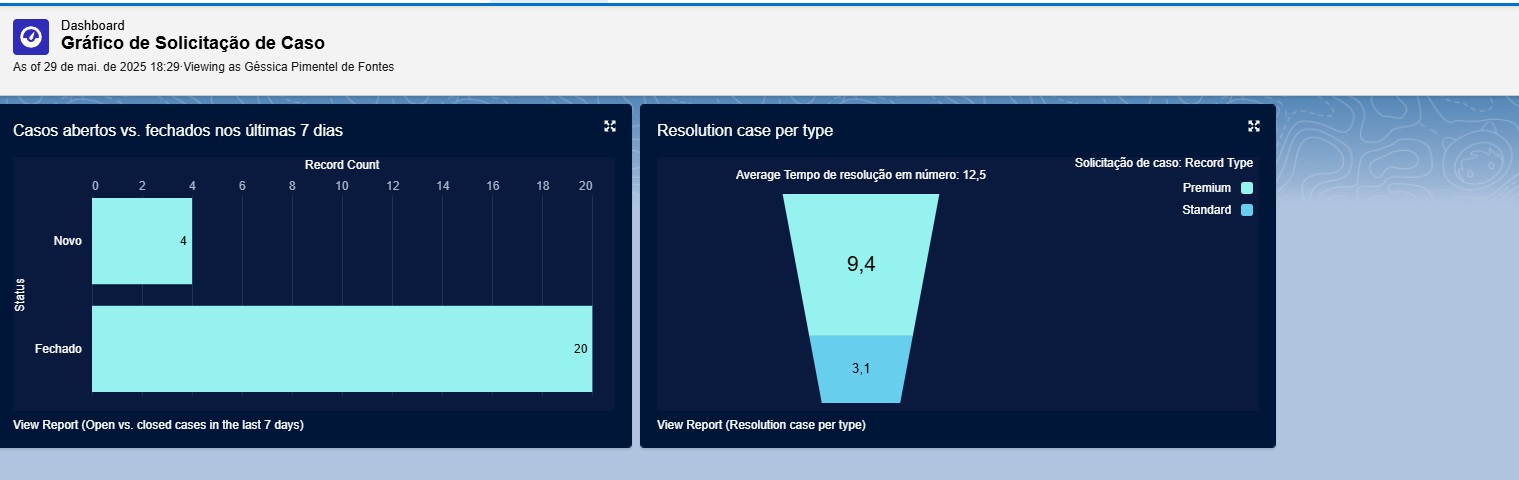 Dashboard
Gráfico de Solicitação de Caso
As of 29 de mai. de 2025 18:29·Viewing as Géssica Pimentel de Fontes
Casos abertos vs. fechados nos últimas 7 dias
Record Count
0 2 4 6 8 10 12 14 16 18 20
Status
Novo
4
Fechado
20
View Report (Open vs. closed cases in the last 7 days)
Resolution case per type
Solicitação de caso: Record Type
Premium
Standard
Average Tempo de resolução em número: 12,5
9,4
3,1
View Report (Resolution case per type)